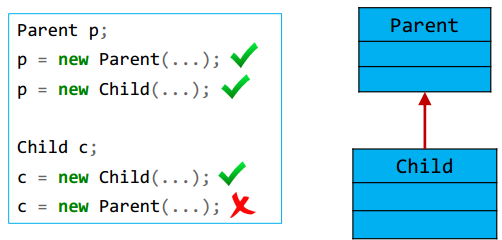 Parent p;
p = new Parent(...);
p = new Child(...);
Child c;
c = new Child(...);
c = new Parent(...);
Parent
Child